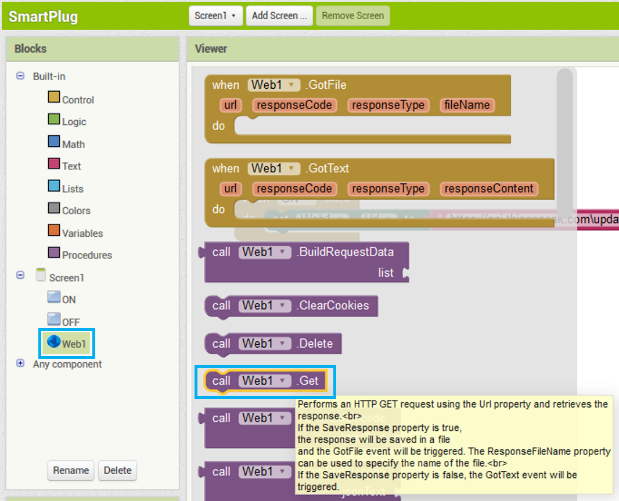 SmartPlug
Screen1 Add Screen ... Remove Screen
Blocks
Viewer
Built-in
Control
Logic
Math
Text
Lists
Colors
Variables
Procedures
Screen1
ON
OFF
Web1
Any component
Rename Delete
when Web1 .GotFile
url responseCode responseType fileName
do
when Web1 .GotText
url responseCode responseType responseContent
do
call Web1 .BuildRequestData
list
call Web1 .ClearCookies
call Web1 .Delete
call Web1 .Get
call Web1
call Web1
Performs an HTTP GET request using the Url property and retrieves the
response.<br>
If the SaveResponse property is true,
the response will be saved in a file
and the GotFile event will be triggered. The ResponseFileName property
can be used to specify the name of the file.<br>
If the SaveResponse property is false, the GotText event will be
triggered.